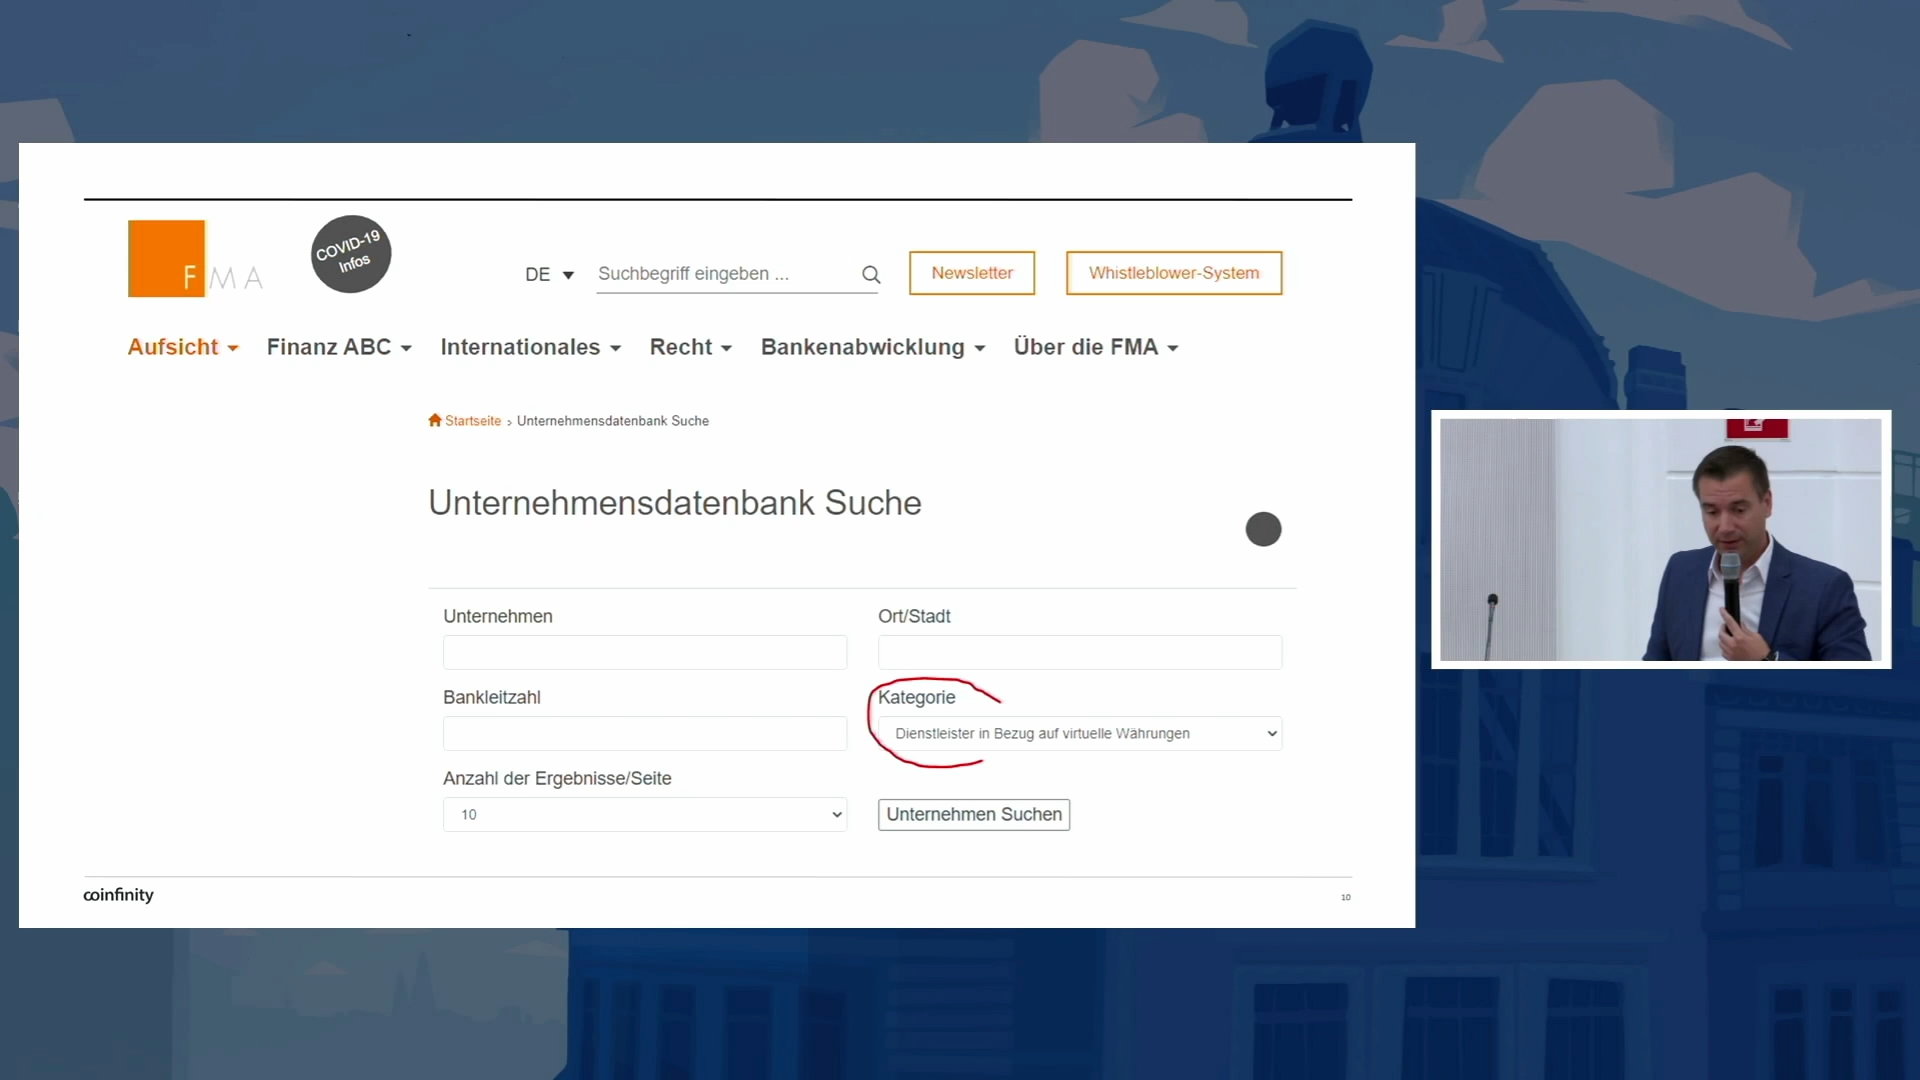 FMA
COVID-19
Infos
DE
Suchbegriff eingeben ...
Newsletter
Whistleblower-System
Aufsicht
Finanz ABC
Internationales
Recht
Bankenabwicklung
Über die FMA
Startseite > Unternehmensdatenbank Suche
Unternehmensdatenbank Suche
Unternehmen
Ort/Stadt
Bankleitzahl
Kategorie
Dienstleister in Bezug auf virtuelle Währungen
Anzahl der Ergebnisse/Seite
10
Unternehmen Suchen
coinfinity
10